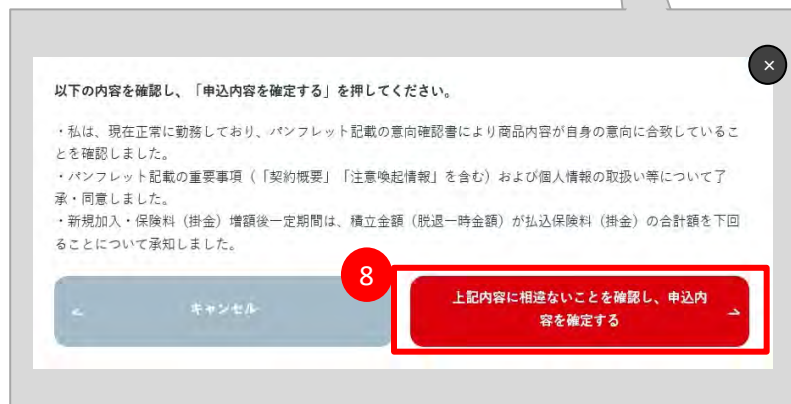 ×
以下の内容を確認し、「申込内容を確定する」を押してください。
・私は、現在正常に勤務しており、パンフレット記載の意向確認書により商品内容が自身の意向に合致しているこ
とを確認しました。
・パンフレット記載の重要事項（「契約概要」「注意喚起情報」を含む）および個人情報の取扱い等について了
承・同意しました。
・新規加入・保険料（掛金）増額後一定期間は、積立金額（脱退一時金額）が払込保険料（掛金）の合計額を下回
ることについて承知しました。
8
キャンセル
上記内容に相違ないことを確認し、申込内
容を確定する